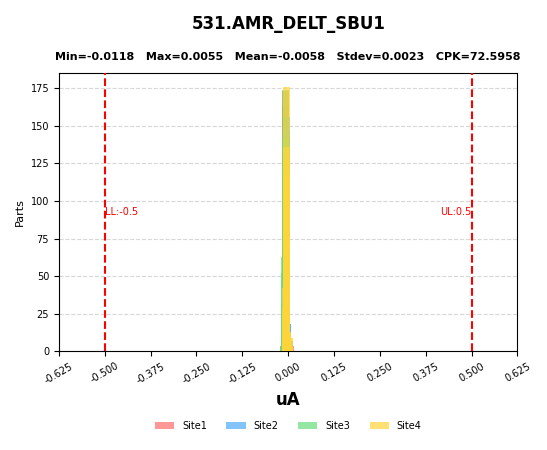 531.AMR_DELT_SBU1
Min=-0.0118 Max=0.0055 Mean=-0.0058 Stdev=0.0023 CPK=72.5958
175
150
125
100
75
50
25
0
Parts
LL:-0.5
UL:0.5
-0.625 -0.500 -0.375 -0.250 -0.125 0.000 0.125 0.250 0.375 0.500 0.625
uA
Site1 Site2 Site3 Site4